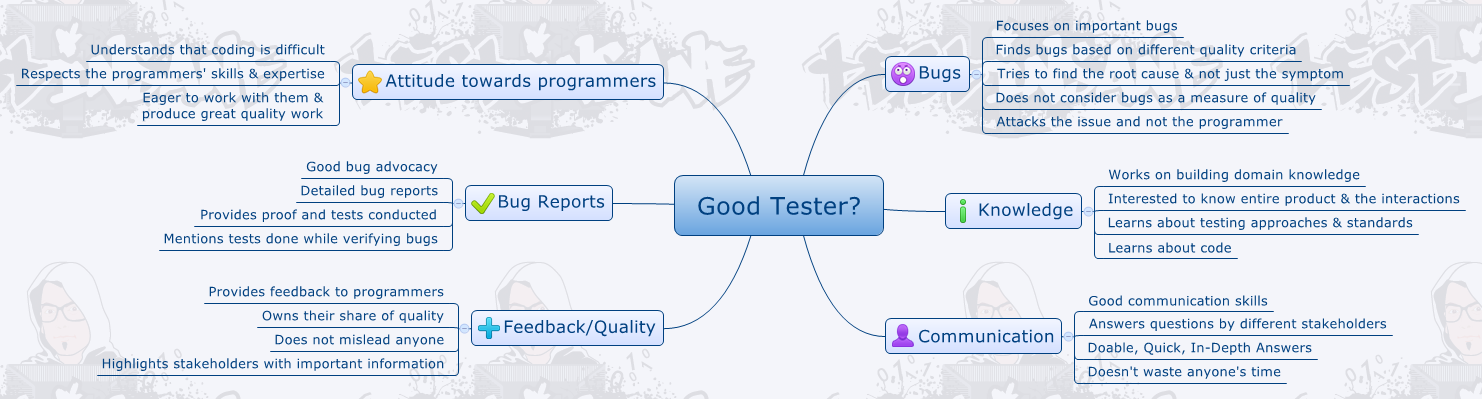 Good Tester?
Attitude towards programmers
Understands that coding is difficult
Respects the programmers' skills & expertise
Eager to work with them &
produce great quality work
Bug Reports
Good bug advocacy
Detailed bug reports
Provides proof and tests conducted
Mentions tests done while verifying bugs
Feedback/Quality
Provides feedback to programmers
Owns their share of quality
Does not mislead anyone
Highlights stakeholders with important information
Bugs
Focuses on important bugs
Finds bugs based on different quality criteria
Tries to find the root cause & not just the symptom
Does not consider bugs as a measure of quality
Attacks the issue and not the programmer
Knowledge
Works on building domain knowledge
Interested to know entire product & the interactions
Learns about testing approaches & standards
Learns about code
Communication
Good communication skills
Answers questions by different stakeholders
Doable, Quick, In-Depth Answers
Doesn't waste anyone's time